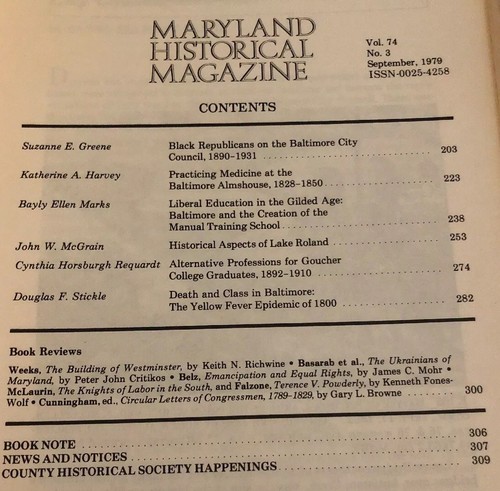 MARYLAND
HISTORICAL
MAGAZINE
Vol. 74
No. 3
September, 1979
ISSN-0025-4258
CONTENTS
Suzanne E. Greene Black Republicans on the Baltimore City
Council, 1890-1931 . . . . . . . . . . . . . . . . . . . . . . . . . . . 203
Katherine A. Harvey Practicing Medicine at the
Baltimore Almshouse, 1828-1850 . . . . . . . . . . . . . . . . . . . . 223
Bayly Ellen Marks Liberal Education in the Gilded Age:
Baltimore and the Creation of the
Manual Training School . . . . . . . . . . . . . . . . . . . . . . . . . 238
John W. McGrain Historical Aspects of Lake Roland . . . . . . . . . . . . . . . . 253
Cynthia Horsburgh Requardt Alternative Professions for Goucher
College Graduates, 1892-1910 . . . . . . . . . . . . . . . . . . . . . 274
Douglas F. Stickle Death and Class in Baltimore:
The Yellow Fever Epidemic of 1800 . . . . . . . . . . . . . . . . . 282
Book Reviews
Weeks, The Building of Westminster, by Keith N. Richwine • Basarab et al., The Ukrainians of
Maryland, by Peter John Critikos • Belz, Emancipation and Equal Rights, by James C. Mohr •
McLaurin, The Knights of Labor in the South, and Falzone, Terence V. Powderly, by Kenneth Fones-
Wolf • Cunningham, ed., Circular Letters of Congressmen, 1789-1829, by Gary L. Browne . . . . . 300
BOOK NOTE . . . . . . . . . . . . . . . . . . . . . . . . . . . . . . . . . . . . 306
NEWS AND NOTICES . . . . . . . . . . . . . . . . . . . . . . . . . . . . . . 307
COUNTY HISTORICAL SOCIETY HAPPENINGS . . . . . . . . . . . . . . . . . . 309